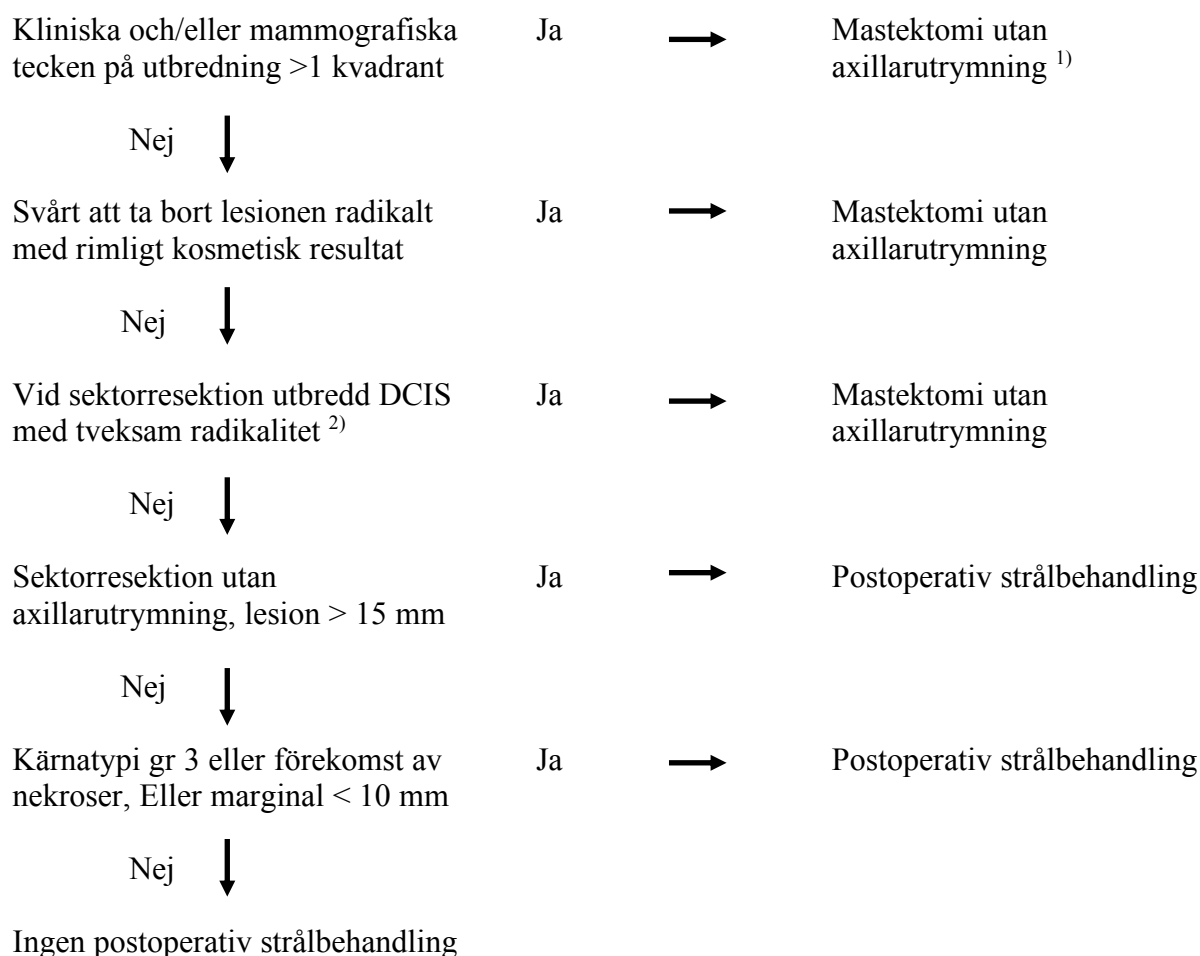 Kliniska och/eller mammografiska Ja Mastektomi utan
tecken på utbredning >1 kvadrant axillarutrymning 1)
Nej
Svårt att ta bort lesionen radikalt Ja Mastektomi utan
med rimligt kosmetisk resultat axillarutrymning
Nej
Vid sektorresektion utbredd DCIS Ja Mastektomi utan
med tveksam radikalitet 2) axillarutrymning
Nej
Sektorresektion utan Ja Postoperativ strålbehandling
axillarutrymning, lesion > 15 mm
Nej
Kärnatypi gr 3 eller förekomst av Ja Postoperativ strålbehandling
nekroser, Eller marginal < 10 mm
Nej
Ingen postoperativ strålbehandling